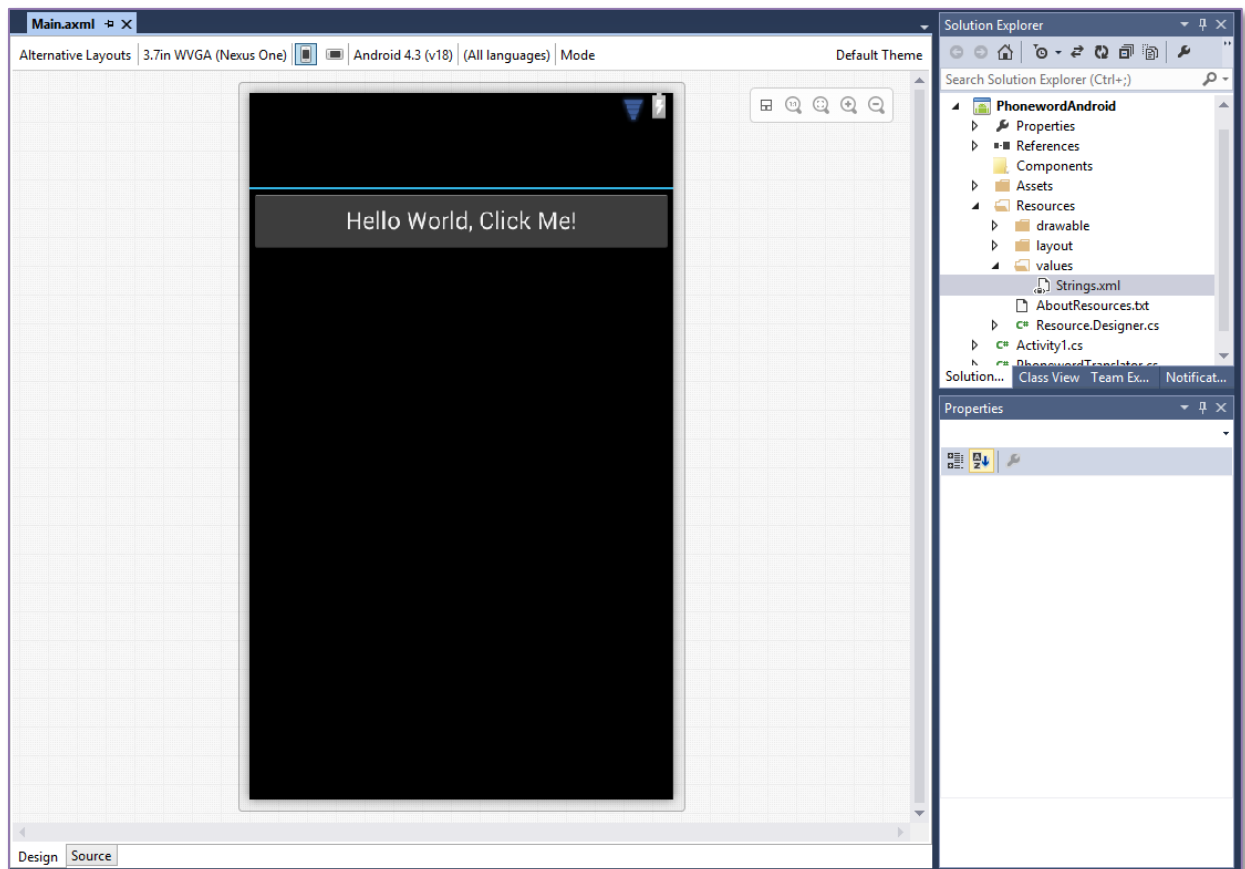 Main.axml
Alternative Layouts 3.7in WVGA (Nexus One) Android 4.3 (v18) (All languages) Mode Default Theme
Hello World, Click Me!
Design Source
Solution Explorer
Search Solution Explorer (Ctrl+;)
PhonewordAndroid
Properties
References
Components
Assets
Resources
drawable
layout
values
Strings.xml
AboutResources.txt
C# Resource.Designer.cs
C# Activity1.cs
C# PhonewordTranslator.cs
Solution... Class View Team Ex... Notificat...
Properties